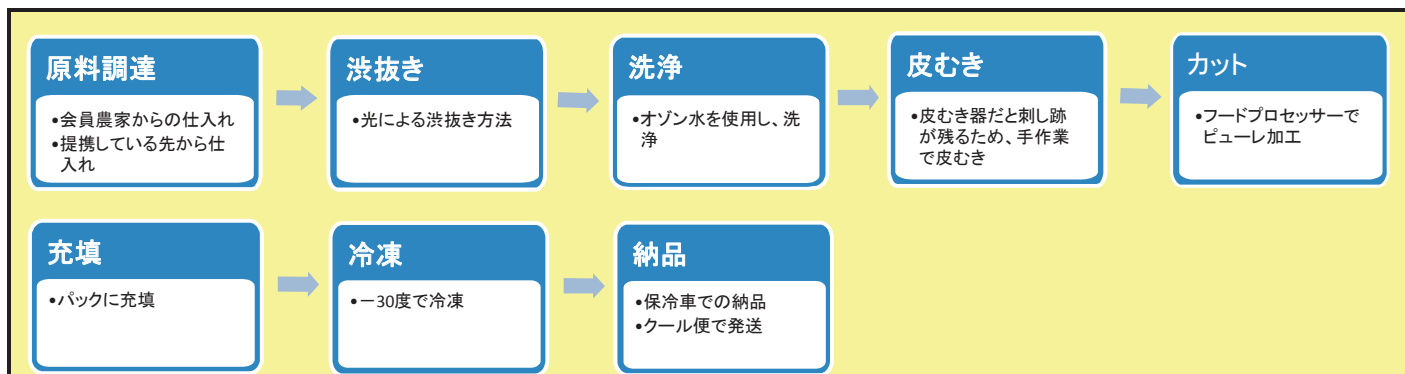 原料調達
•会員農家からの仕入れ
•提携している先から仕
入れ
渋抜き
•光による渋抜き方法
洗浄
•オゾン水を使用し、洗
浄
皮むき
•皮むき器だと刺し跡
が残るため、手作業
で皮むき
カット
•フードプロセッサーで
ピューレ加工
充填
•パックに充填
冷凍
•－30度で冷凍
納品
•保冷車での納品
•クール便で発送